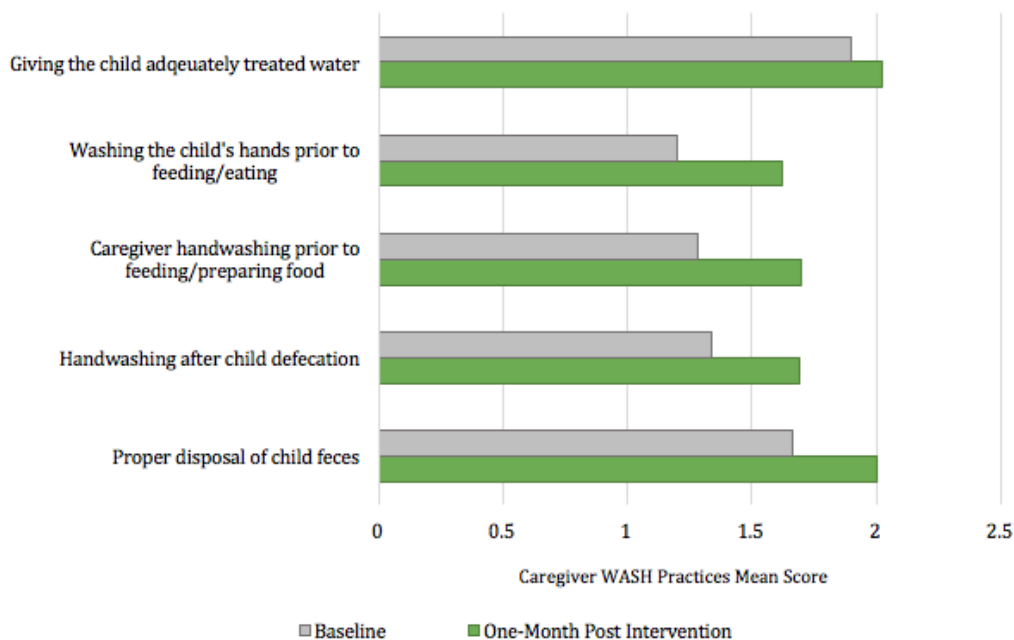 Giving the child adqeuately treated water
Washing the child's hands prior to
feeding/eating
Caregiver handwashing prior to
feeding/preparing food
Handwashing after child defecation
Proper disposal of child feces
0 0.5 1 1.5 2 2.5
Caregiver WASH Practices Mean Score
Baseline One-Month Post Intervention